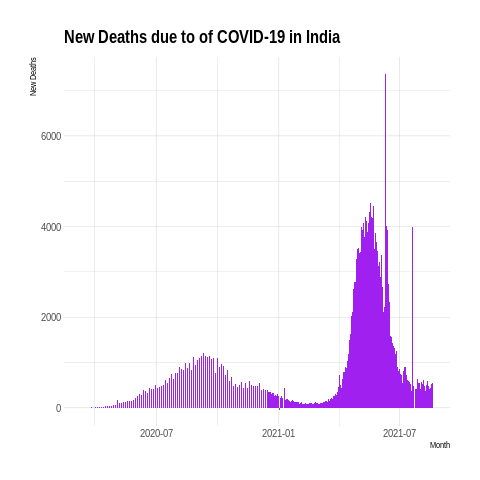 New Deaths due to of COVID-19 in India
New Deaths
6000
4000
2000
0
2020-07
2021-01
2021-07
Month